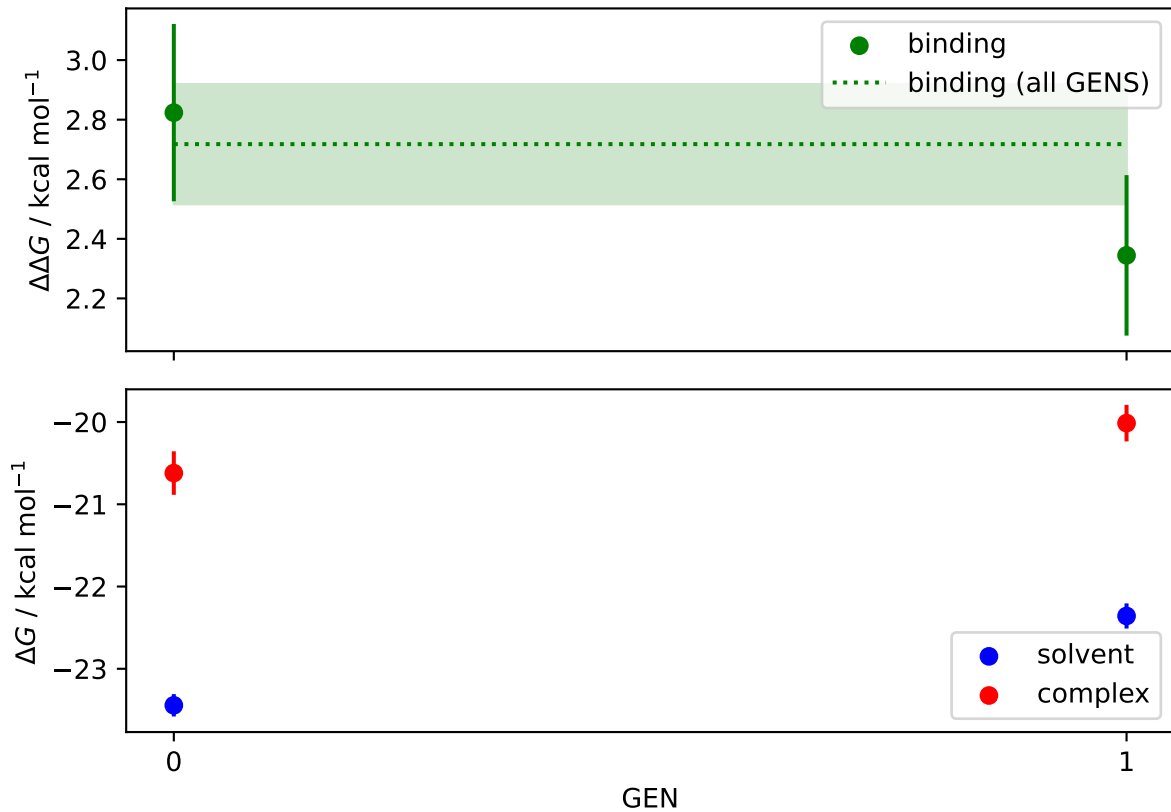 3.0
2.8
2.6
2.4
2.2
ΔΔG / kcal mol⁻¹
binding
binding (all GENS)
−20
−21
−22
−23
ΔG / kcal mol⁻¹
solvent
complex
0
1
GEN